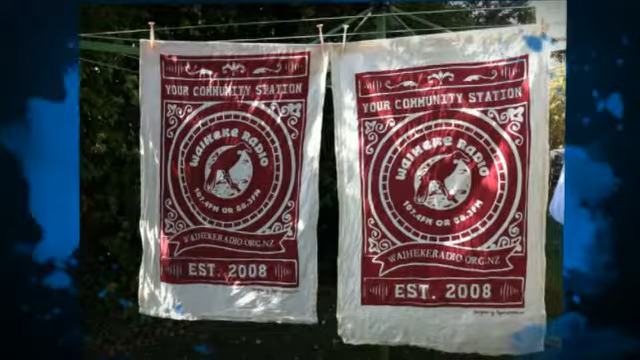 YOUR COMMUNITY STATION
WAIHEKE RADIO
107.4FM OR 88.3FM
WAIHEKERADIO.ORG.NZ
EST. 2008
YOUR COMMUNITY STATION
WAIHEKE RADIO
107.4FM OR 88.3FM
WAIHEKERADIO.ORG.NZ
EST. 2008